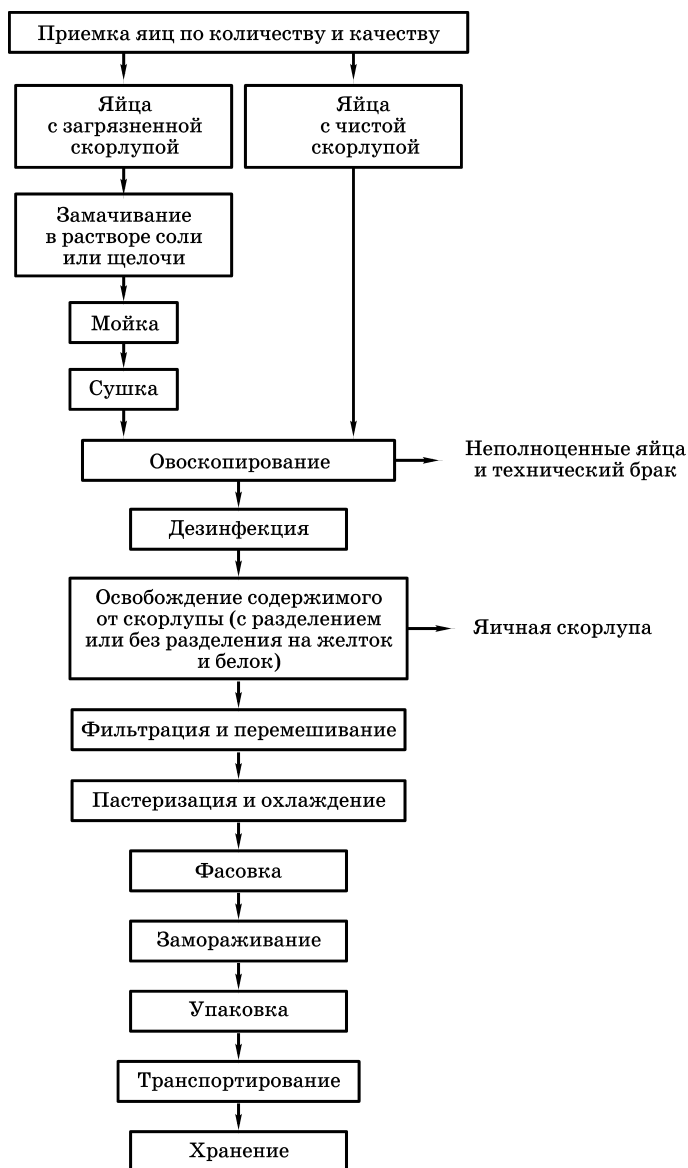 Приемка яиц по количеству и качеству
Яйца
с загрязненной
скорлупой
Яйца
с чистой
скорлупой
Замачивание
в растворе соли
или щелочи
Мойка
Сушка
Овоскопирование
Неполноценные яйца
и технический брак
Дезинфекция
Освобождение содержимого
от скорлупы (с разделением
или без разделения на желток
и белок)
Яичная скорлупа
Фильтрация и перемешивание
Пастеризация и охлаждение
Фасовка
Замораживание
Упаковка
Транспортирование
Хранение